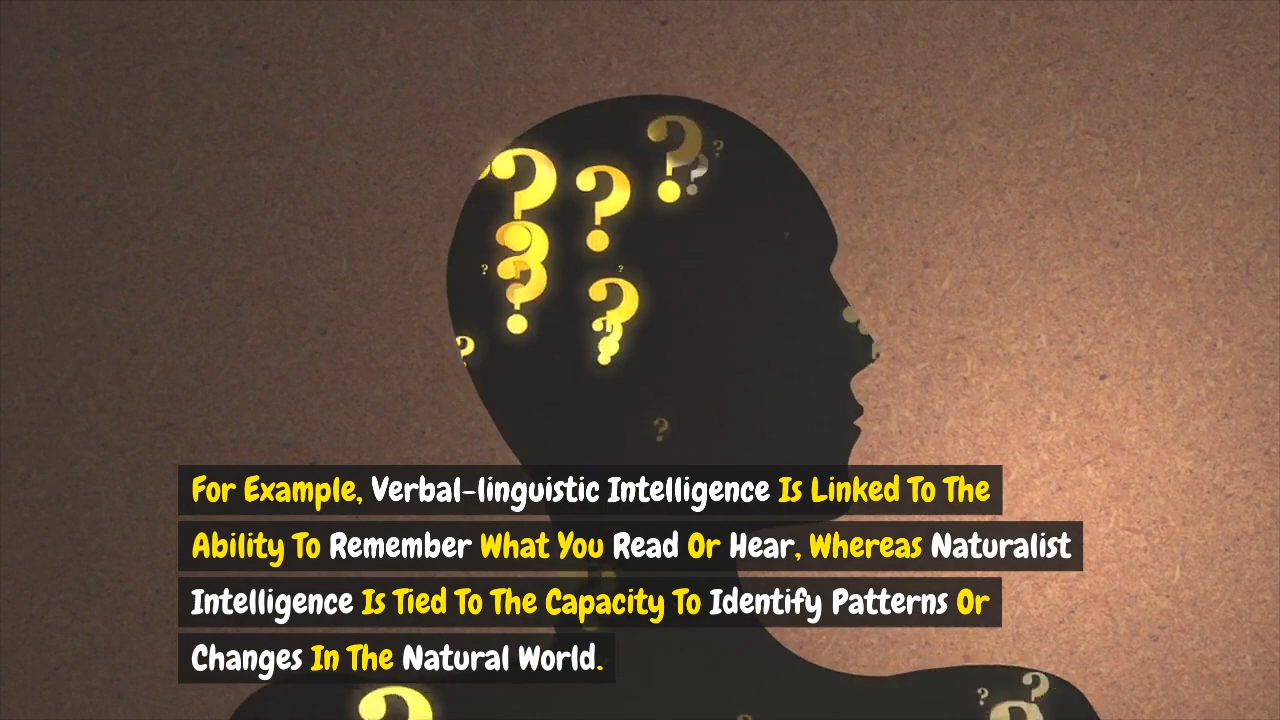 For Example, Verbal-linguistic Intelligence Is Linked To The
Ability To Remember What You Read Or Hear, Whereas Naturalist
Intelligence Is Tied To The Capacity To Identify Patterns Or
Changes In The Natural World.